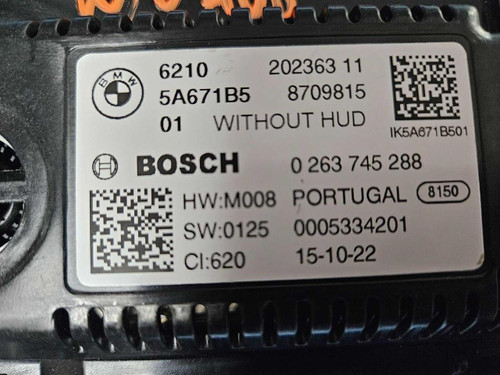 BMW
6210 202363 11
5A671B5 8709815
01 WITHOUT HUD
IK5A671B501
BOSCH 0 263 745 288
HW:M008 PORTUGAL 8150
SW:0125 0005334201
CI:620 15-10-22